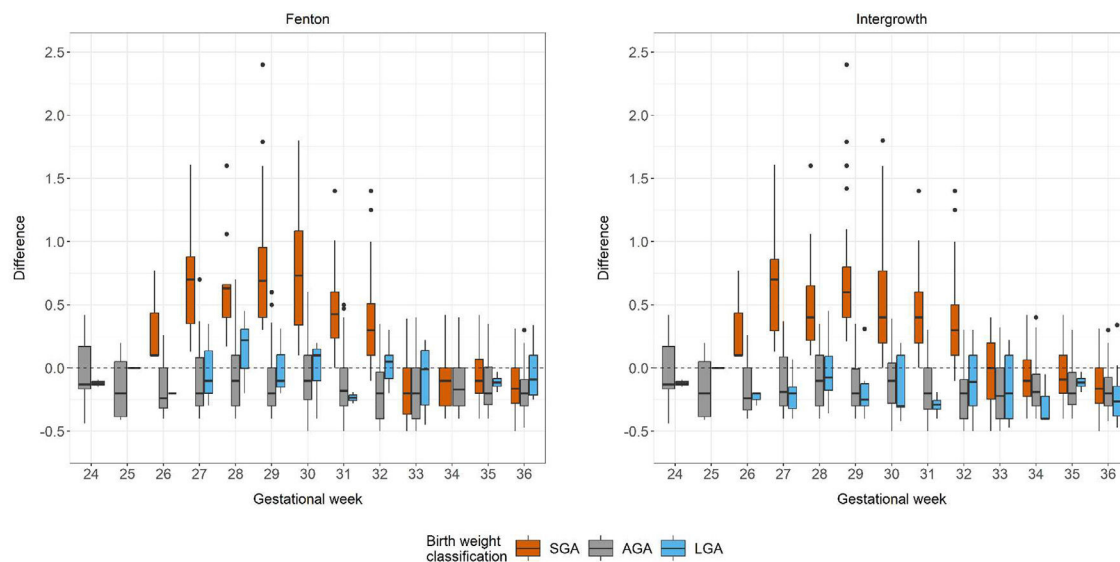 Fenton
2.5
2.0
1.5
1.0
0.5
0.0
-0.5
Difference
24 25 26 27 28 29 30 31 32 33 34 35 36
Gestational week
Intergrowth
2.5
2.0
1.5
1.0
0.5
0.0
-0.5
Difference
24 25 26 27 28 29 30 31 32 33 34 35 36
Gestational week
Birth weight
classification
SGA AGA LGA